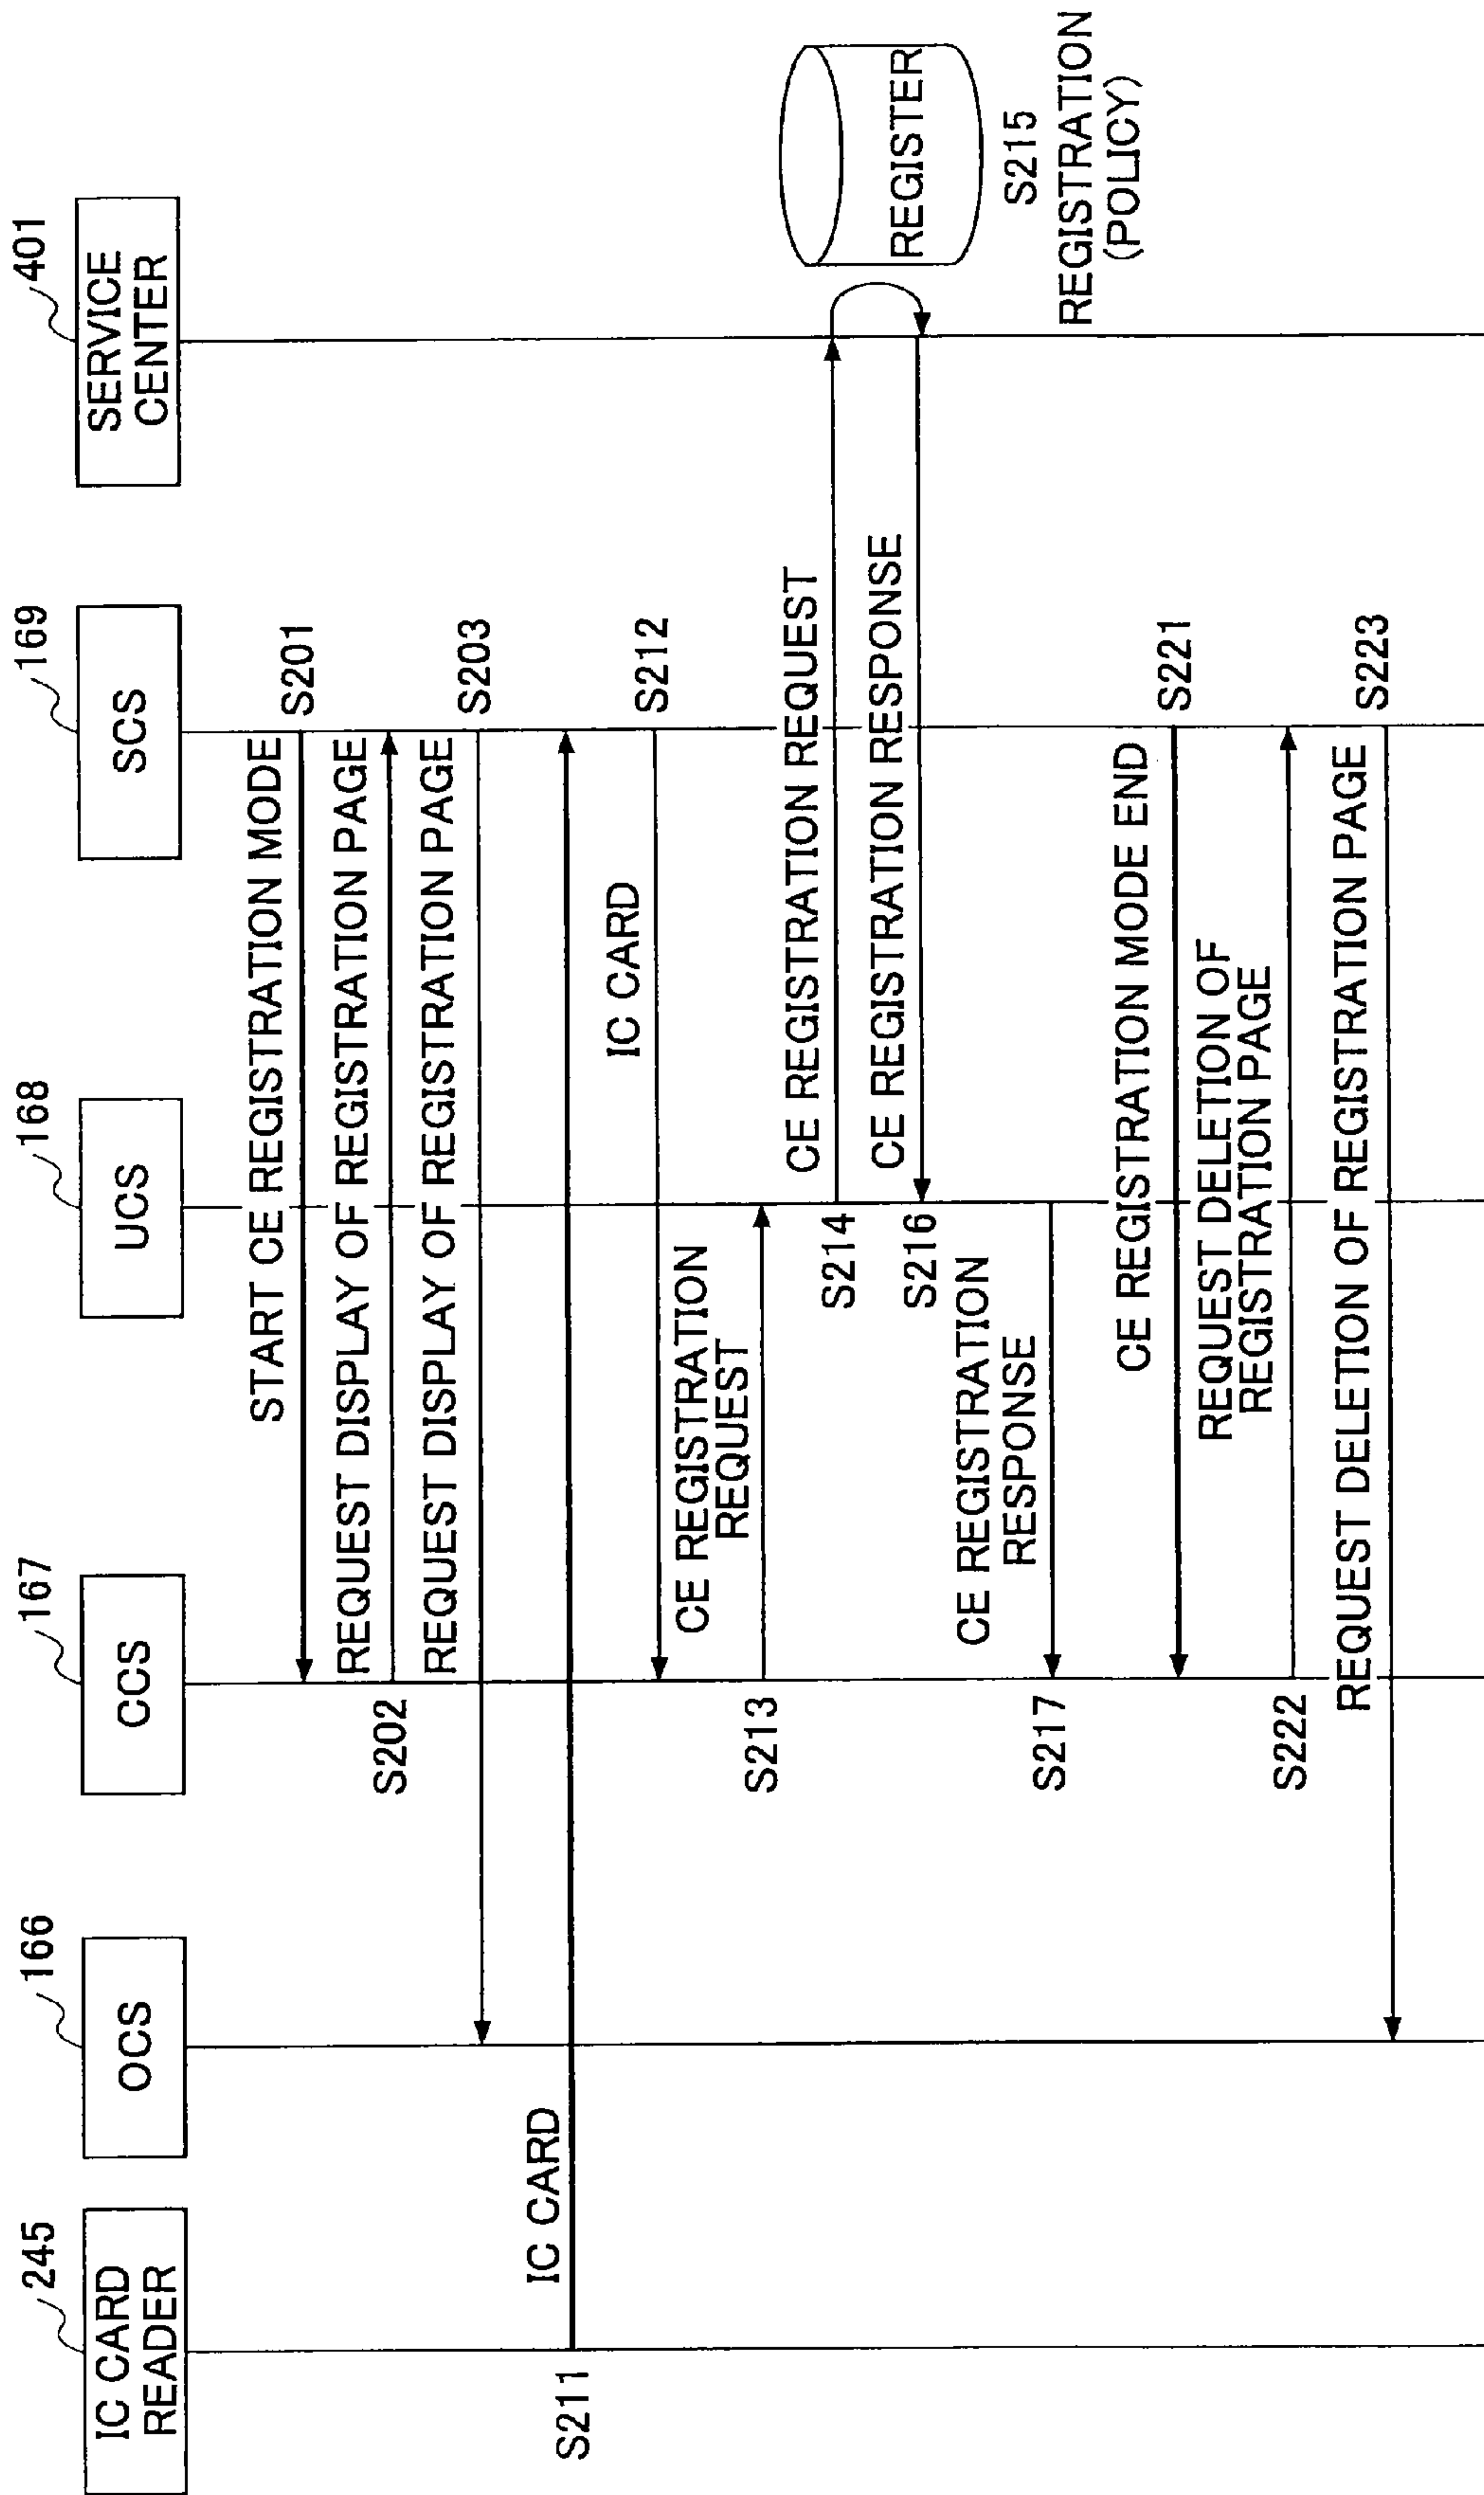 245
IC CARD
READER
166
OCS
167
CCS
168
UCS
169
SCS
401
SERVICE
CENTER
START CE REGISTRATION MODE
S201
REQUEST DISPLAY OF REGISTRATION PAGE
S202
REQUEST DISPLAY OF REGISTRATION PAGE
S203
IC CARD
S211
IC CARD
S212
CE REGISTRATION
REQUEST
S213
CE REGISTRATION REQUEST
S214
REGISTER
S215
REGISTRATION
(POLICY)
CE REGISTRATION RESPONSE
S216
CE REGISTRATION
RESPONSE
S217
CE REGISTRATION MODE END
S221
REQUEST DELETION OF
REGISTRATION PAGE
S222
REQUEST DELETION OF REGISTRATION PAGE
S223